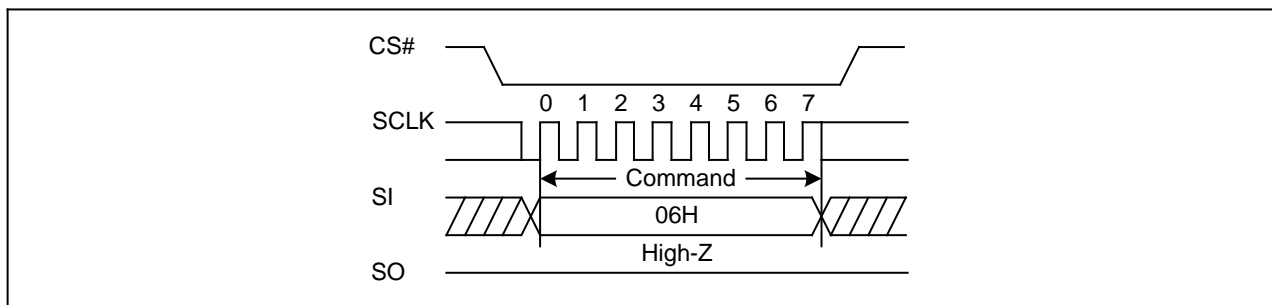 CS#
0 1 2 3 4 5 6 7
SCLK
Command
SI
06H
High-Z
SO